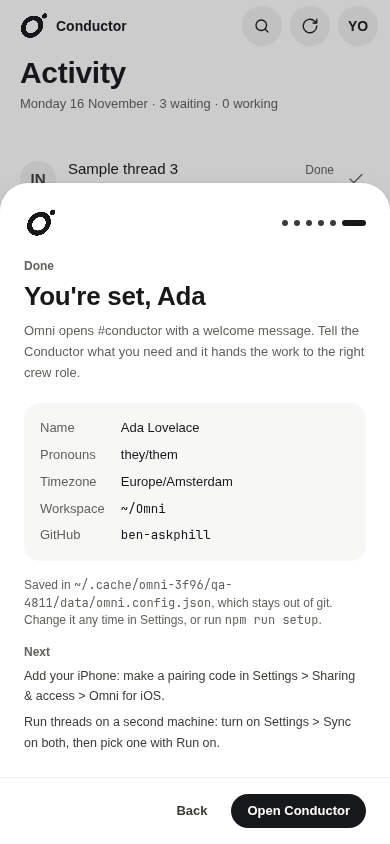 Conductor
YO
Activity
Monday 16 November · 3 waiting · 0 working
IN
Sample thread 3
Done
Done
You're set, Ada
Omni opens #conductor with a welcome message. Tell the
Conductor what you need and it hands the work to the right
crew role.
Name Ada Lovelace
Pronouns they/them
Timezone Europe/Amsterdam
Workspace ~/Omni
GitHub ben-askphill
Saved in ~/.cache/omni-3f96/qa-
4811/data/omni.config.json, which stays out of git.
Change it any time in Settings, or run npm run setup.
Next
Add your iPhone: make a pairing code in Settings > Sharing
& access > Omni for iOS.
Run threads on a second machine: turn on Settings > Sync
on both, then pick one with Run on.
Back
Open Conductor